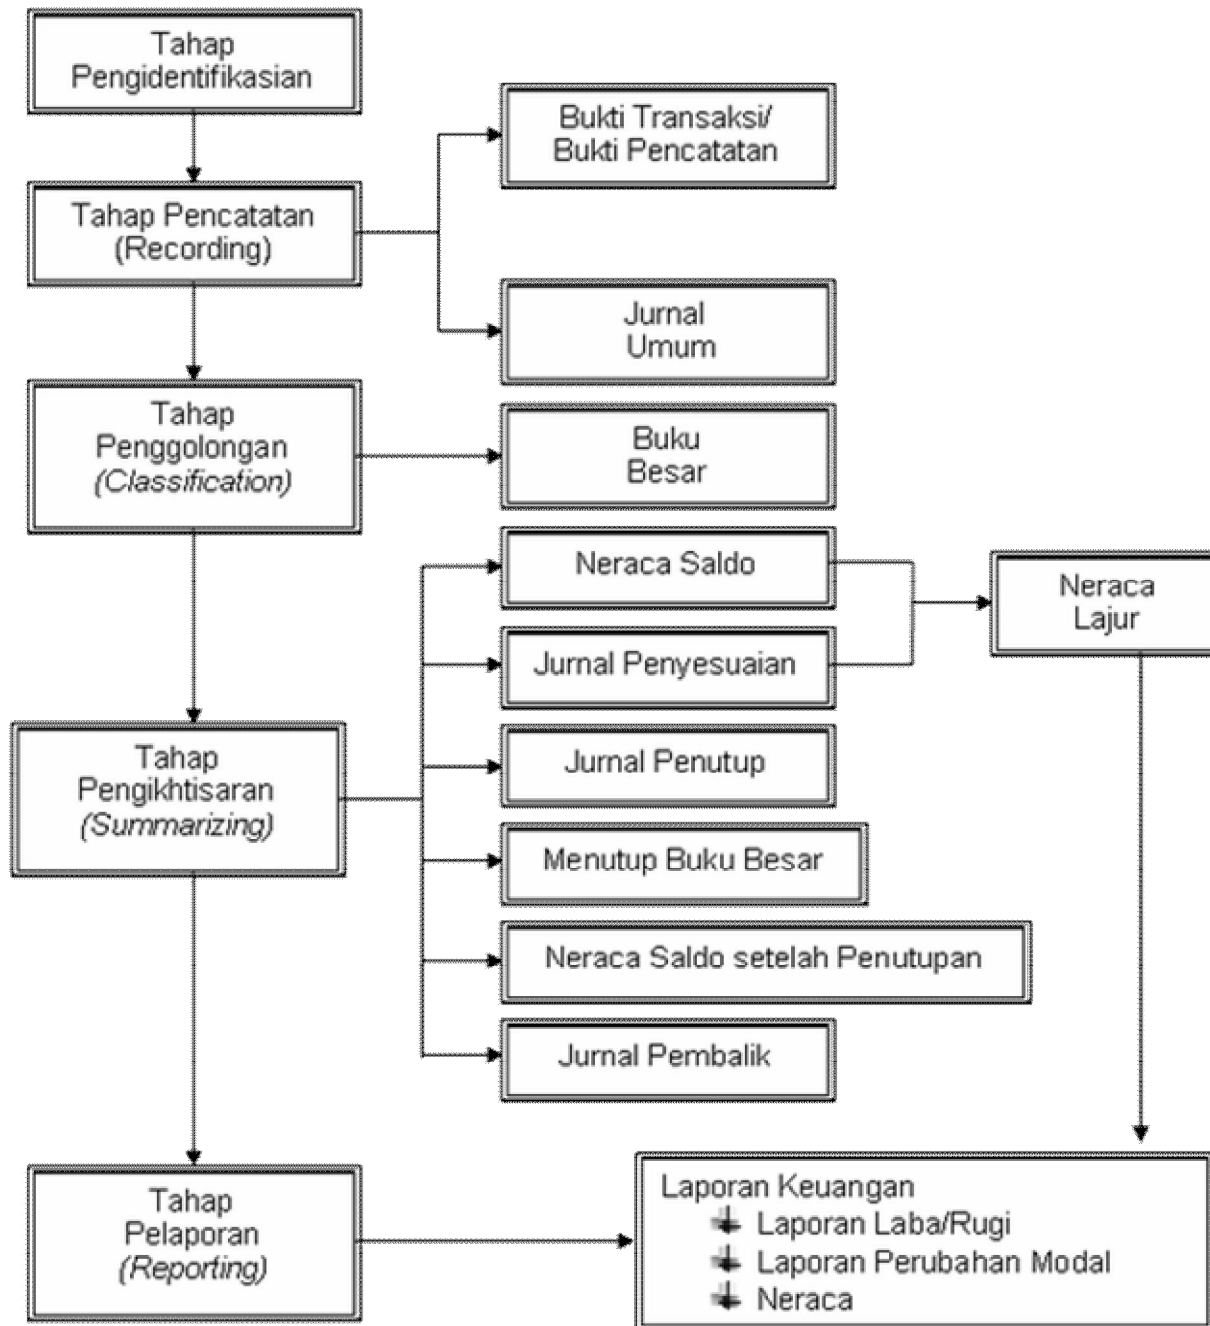 Tahap
Pengidentifikasian
Bukti Transaksi/
Bukti Pencatatan
Tahap Pencatatan
(Recording)
Jurnal
Umum
Tahap
Penggolongan
(Classification)
Buku
Besar
Neraca Saldo
Neraca
Lajur
Jurnal Penyesuaian
Tahap
Pengikhtisaran
(Summarizing)
Jurnal Penutup
Menutup Buku Besar
Neraca Saldo setelah Penutupan
Jurnal Pembalik
Tahap
Pelaporan
(Reporting)
Laporan Keuangan
Laporan Laba/Rugi
Laporan Perubahan Modal
Neraca